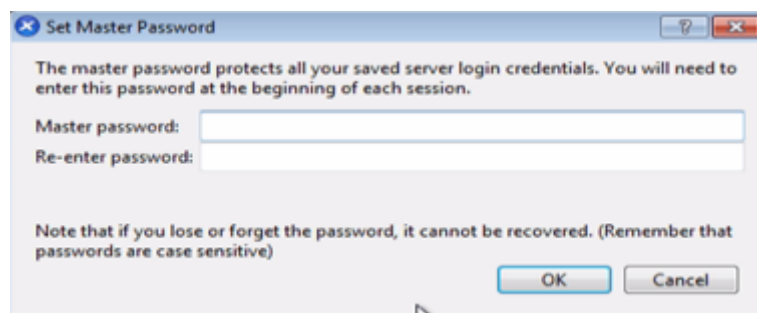 Set Master Password
The master password protects all your saved server login credentials. You will need to
enter this password at the beginning of each session.
Master password:
Re-enter password:
Note that if you lose or forget the password, it cannot be recovered. (Remember that
passwords are case sensitive)
OK Cancel